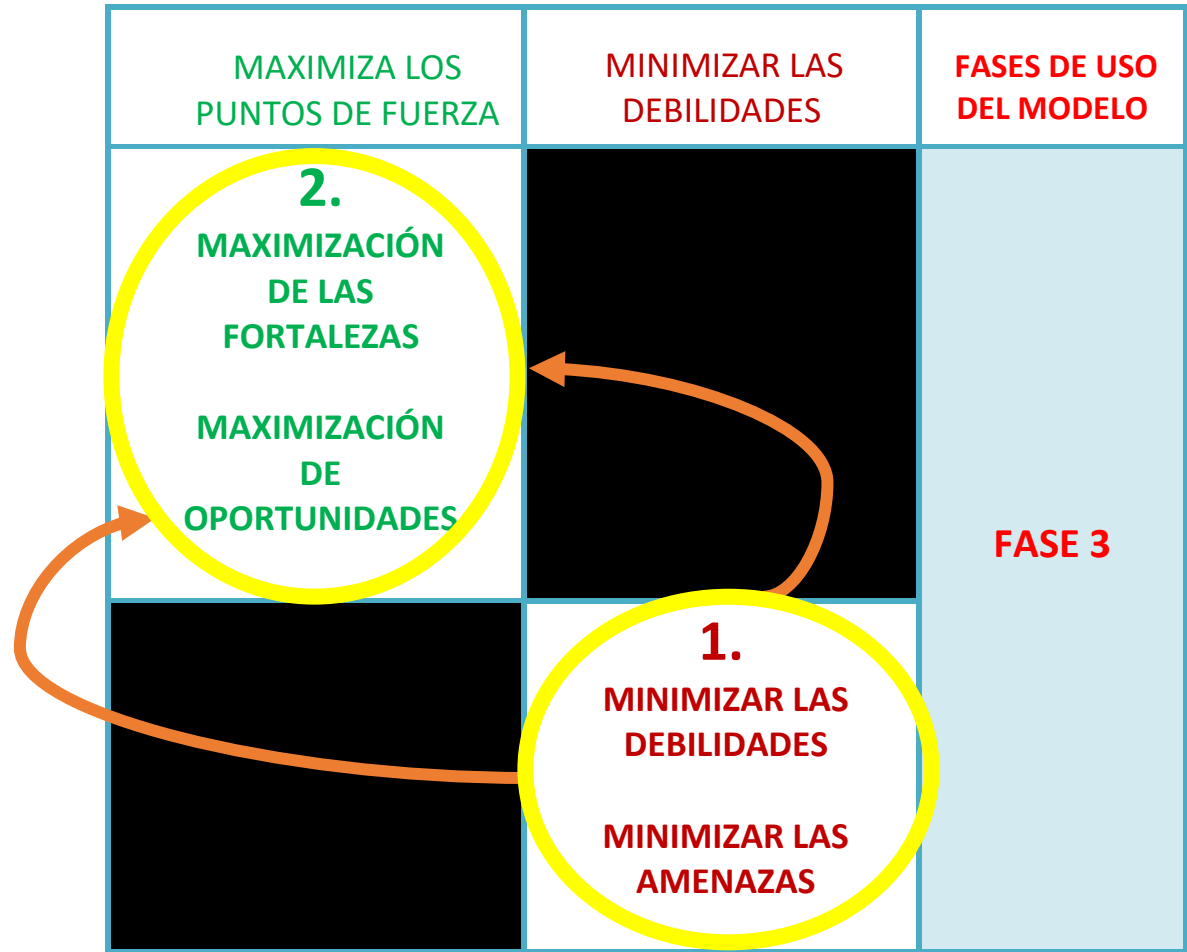 MAXIMIZA LOS
PUNTOS DE FUERZA
MINIMIZAR LAS
DEBILIDADES
FASES DE USO
DEL MODELO
2.
MAXIMIZACIÓN
DE LAS
FORTALEZAS
MAXIMIZACIÓN
DE
OPORTUNIDADES
FASE 3
1.
MINIMIZAR LAS
DEBILIDADES
MINIMIZAR LAS
AMENAZAS